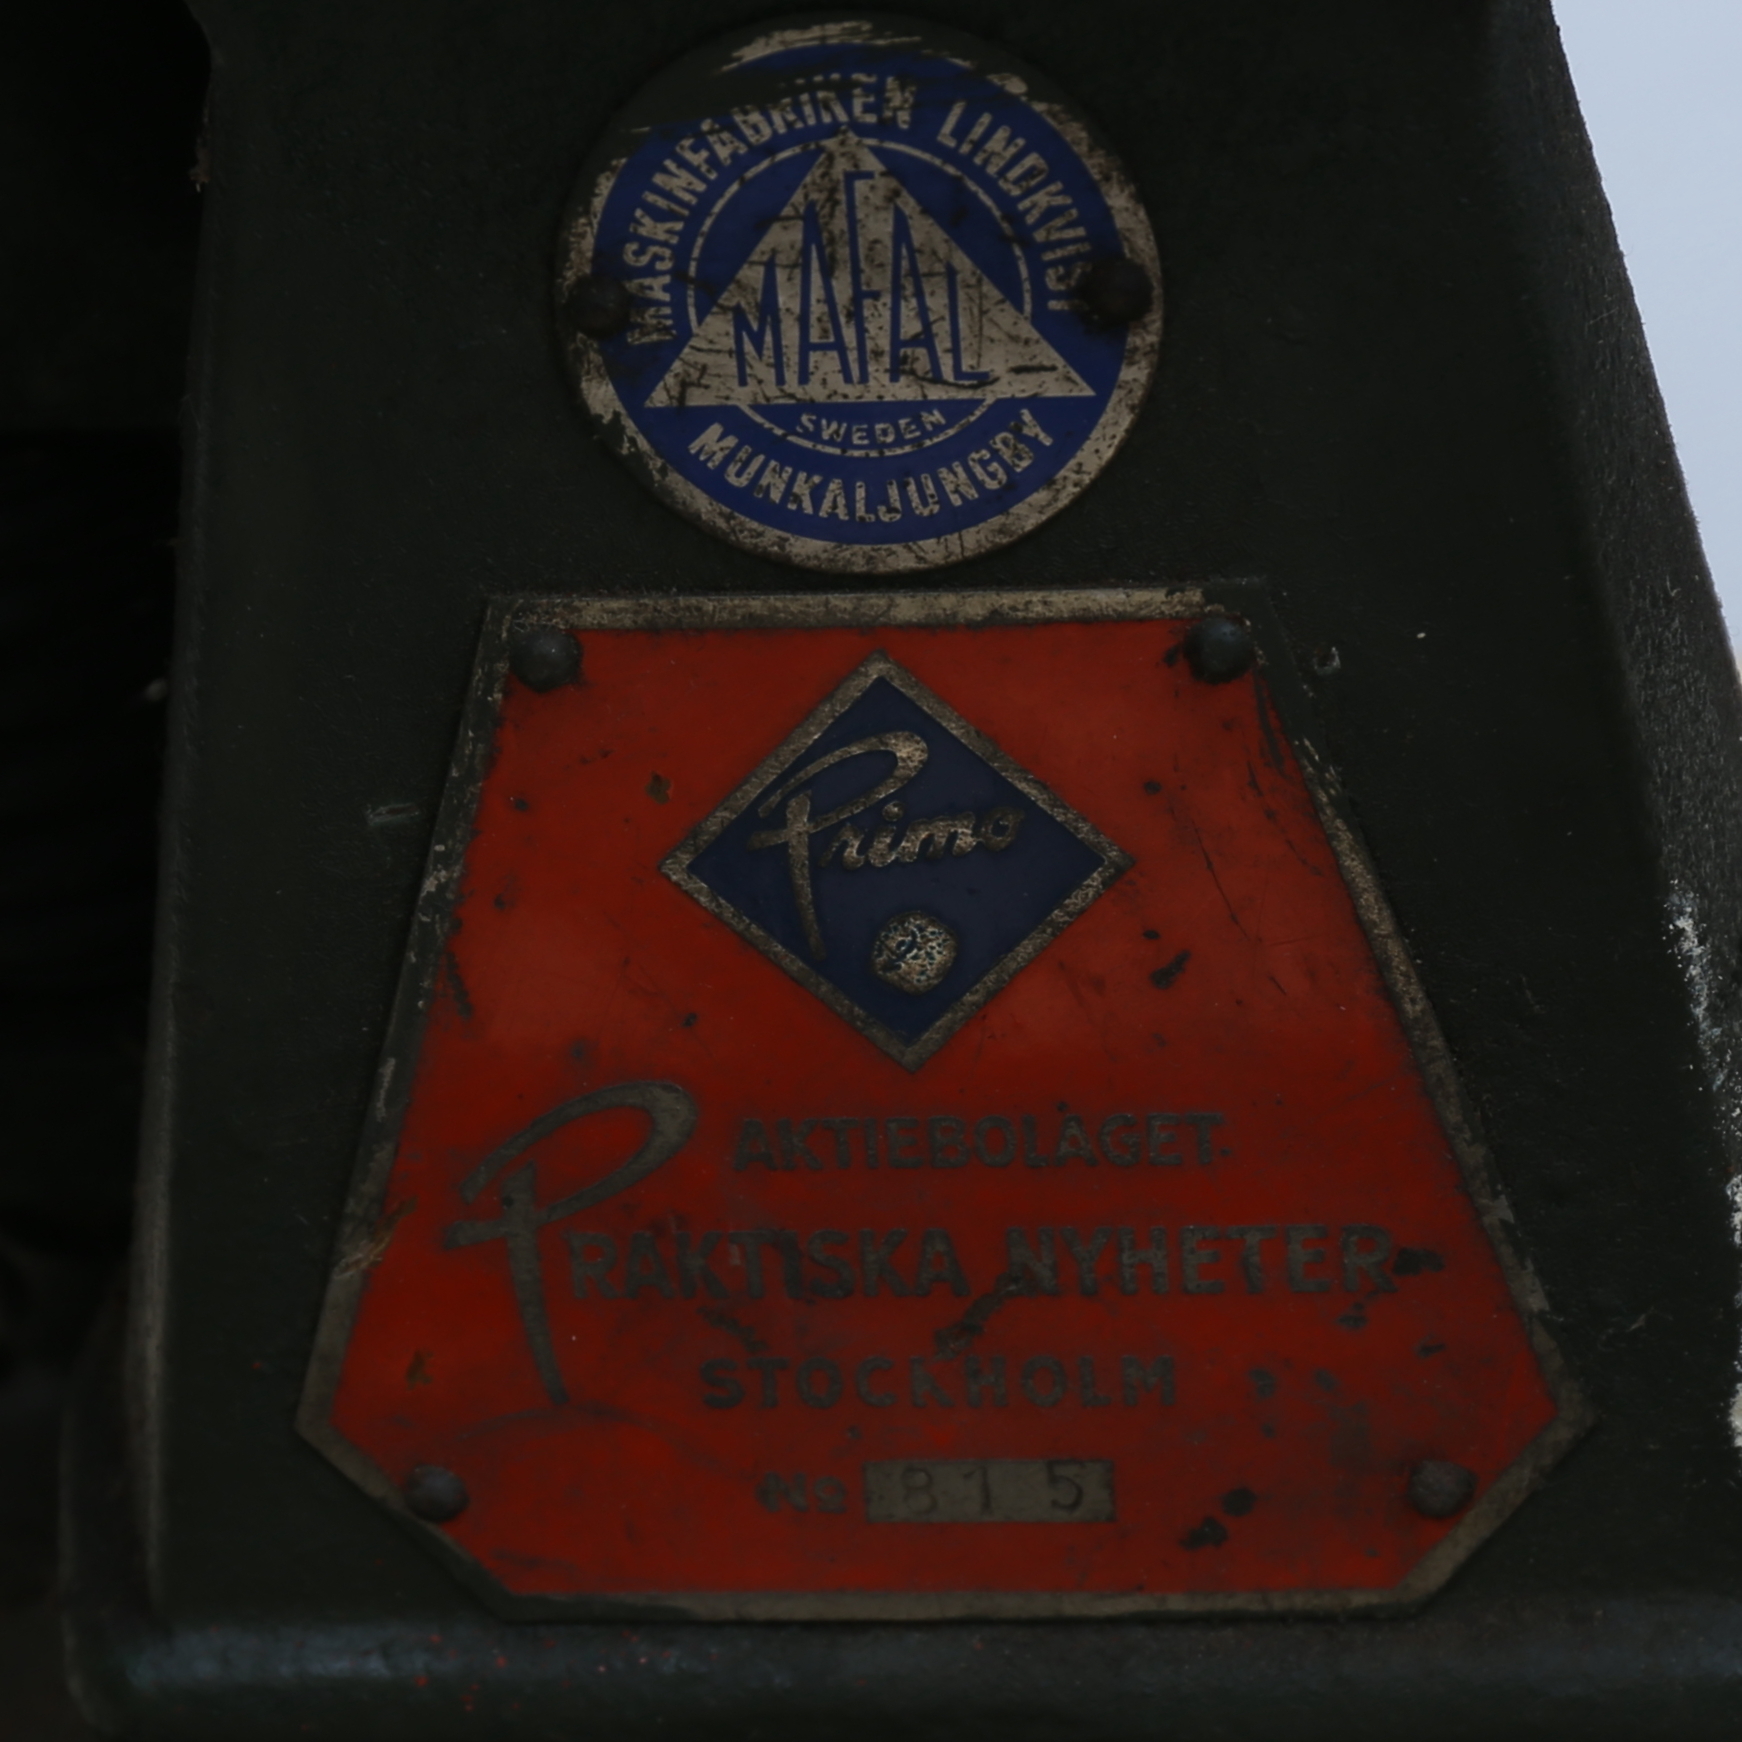 MASKINFABRIKEN LINDKVIST
MAFAL
SWEDEN
MUNKALJUNGBY
Primo
AKTIEBOLAGET
PRAKTISKA NYHETER
STOCKHOLM
No 815